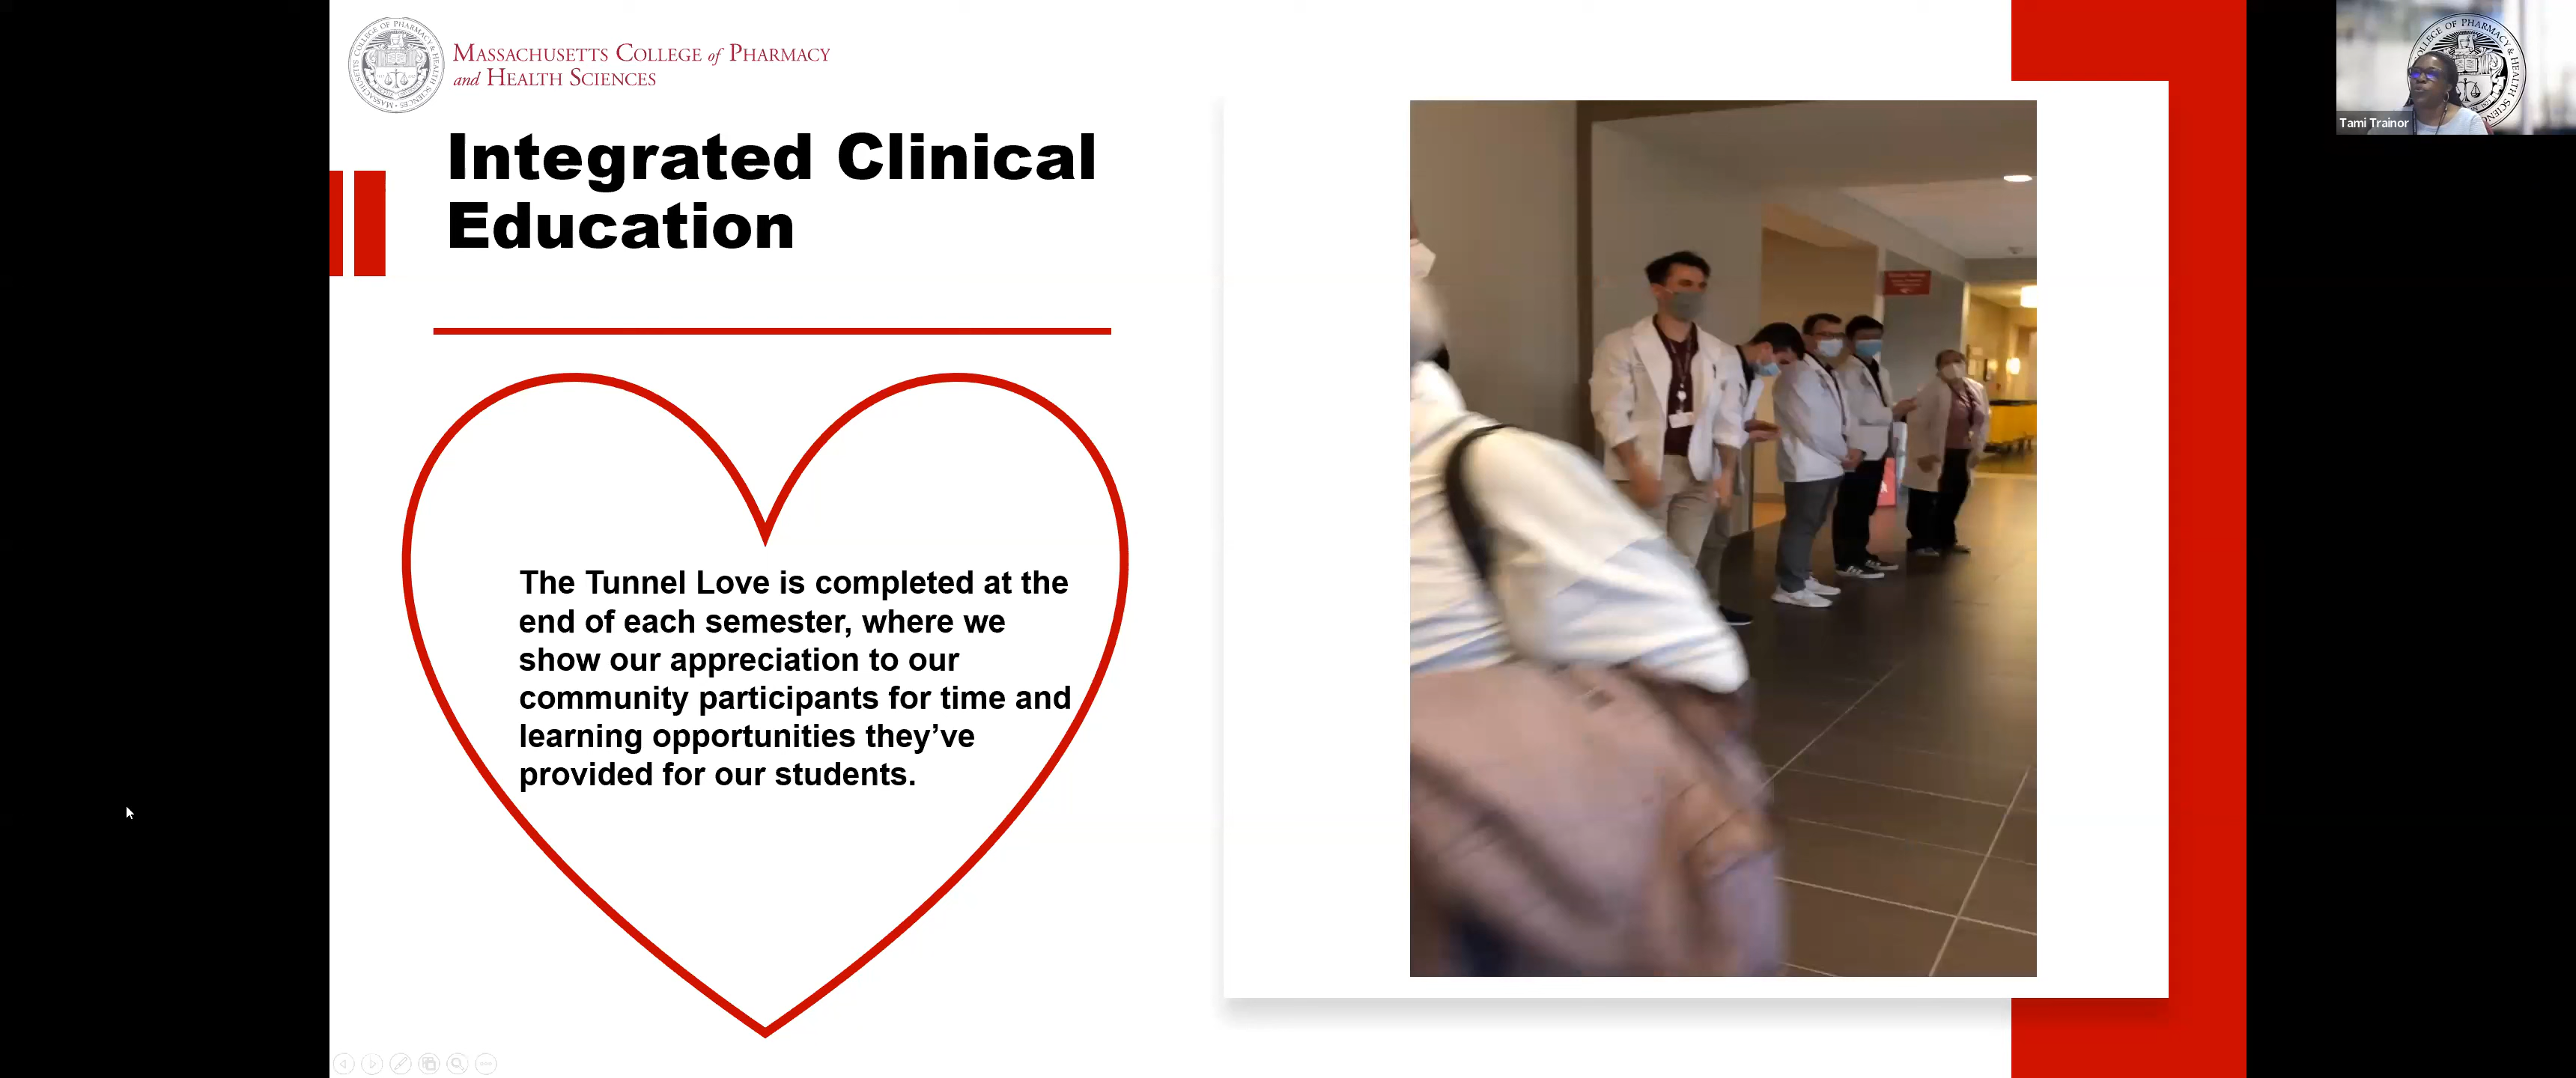 MASSACHUSETTS COLLEGE of PHARMACY
and HEALTH SCIENCES
Integrated Clinical
Education
The Tunnel Love is completed at the
end of each semester, where we
show our appreciation to our
community participants for time and
learning opportunities they’ve
provided for our students.
Tami Trainor